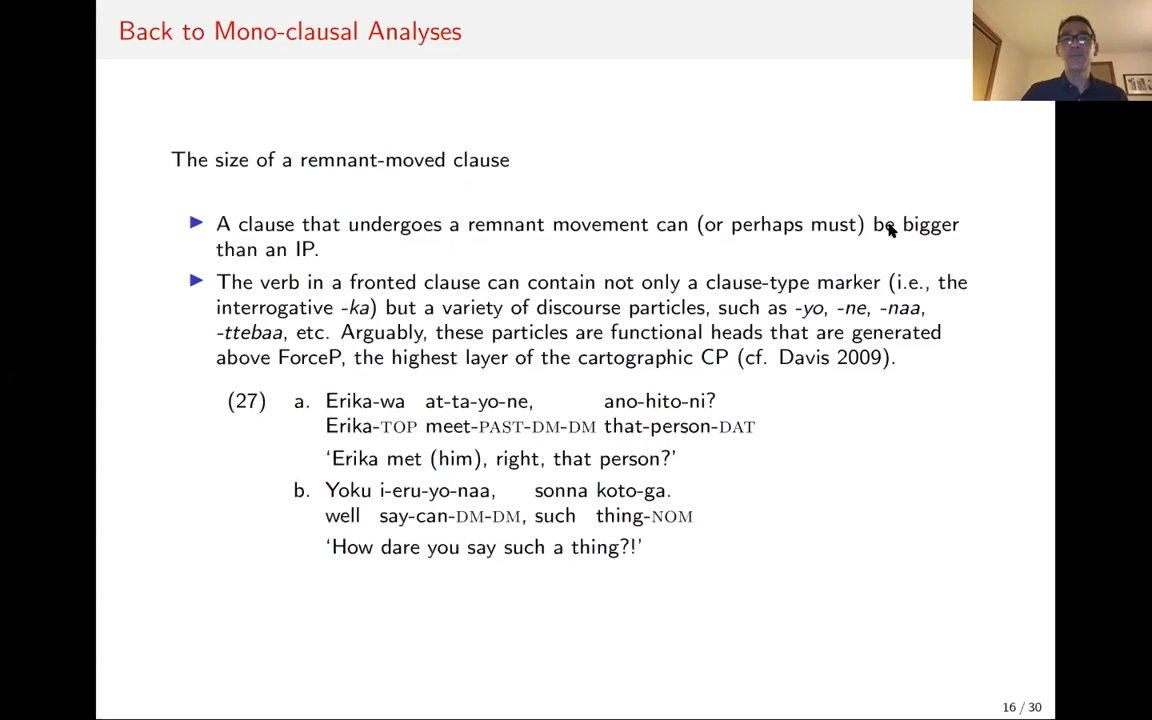 Back to Mono-clausal Analyses
The size of a remnant-moved clause
A clause that undergoes a remnant movement can (or perhaps must) be bigger
than an IP.
The verb in a fronted clause can contain not only a clause-type marker (i.e., the
interrogative -ka) but a variety of discourse particles, such as -yo, -ne, -naa,
-ttebaa, etc. Arguably, these particles are functional heads that are generated
above ForceP, the highest layer of the cartographic CP (cf. Davis 2009).
(27) a. Erika-wa at-ta-yo-ne, ano-hito-ni?
Erika-TOP meet-PAST-DM-DM that-person-DAT
‘Erika met (him), right, that person?’
b. Yoku i-eru-yo-naa, sonna koto-ga.
well say-can-DM-DM, such thing-NOM
‘How dare you say such a thing?!’
16 / 30